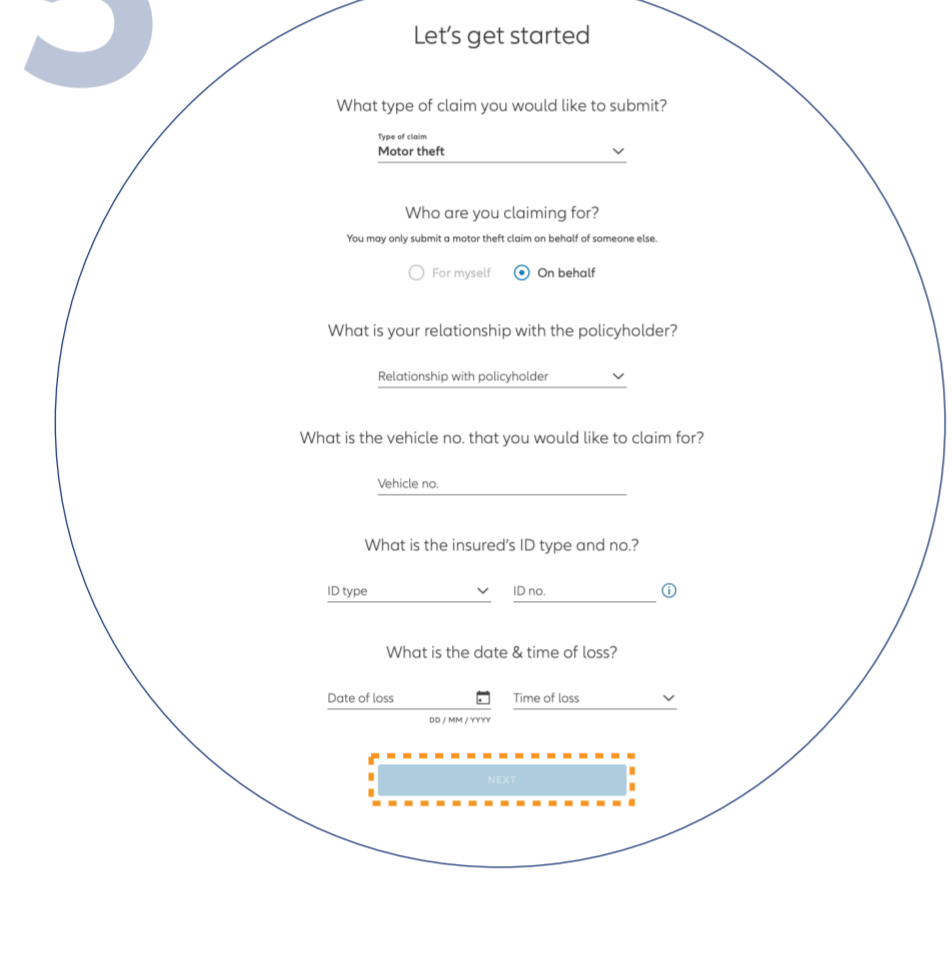 Let's get started
What type of claim you would like to submit?
Type of claim
Motor theft
Who are you claiming for?
You may only submit a motor theft claim on behalf of someone else.
For myself On behalf
What is your relationship with the policyholder?
Relationship with policyholder
What is the vehicle no. that you would like to claim for?
Vehicle no.
What is the insured's ID type and no.?
ID type ID no.
What is the date & time of loss?
Date of loss Time of loss
DD / MM / YYYY
NEXT